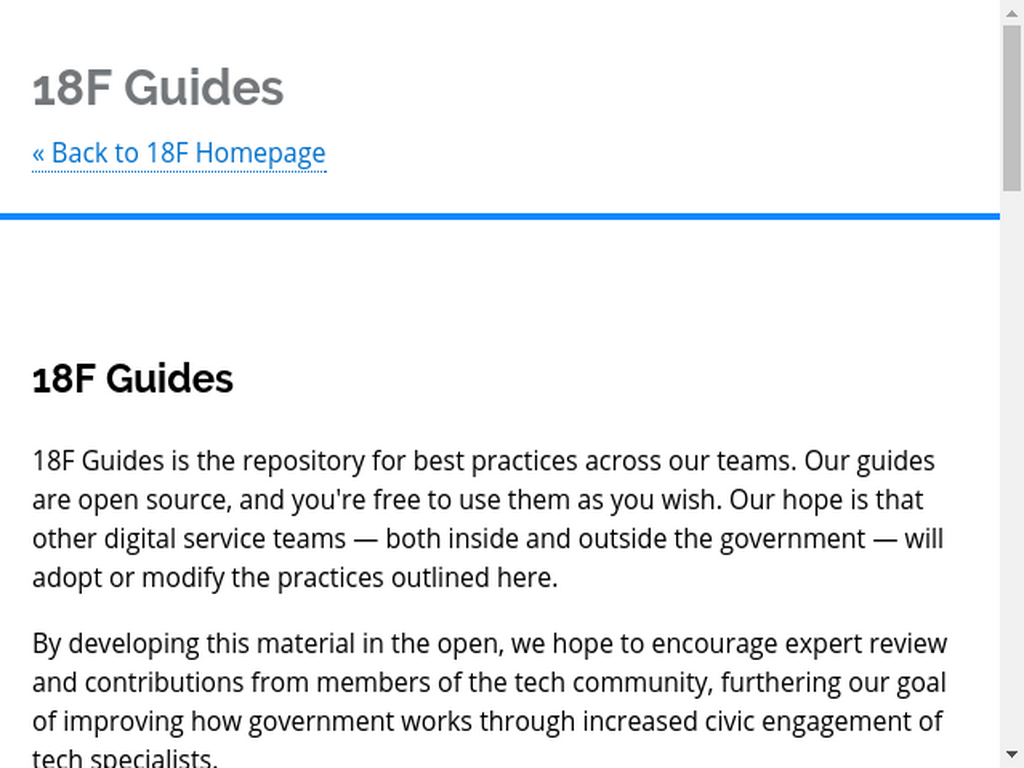 18F Guides
« Back to 18F Homepage
18F Guides
18F Guides is the repository for best practices across our teams. Our guides
are open source, and you're free to use them as you wish. Our hope is that
other digital service teams — both inside and outside the government — will
adopt or modify the practices outlined here.
By developing this material in the open, we hope to encourage expert review
and contributions from members of the tech community, furthering our goal
of improving how government works through increased civic engagement of
tech specialists.